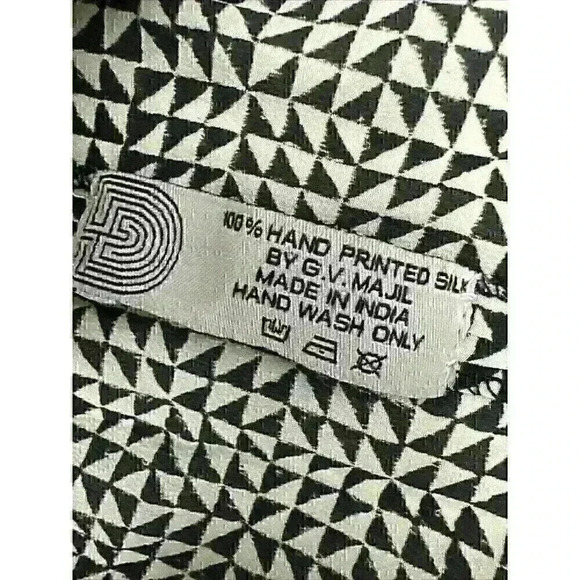 100% HAND PRINTED SILK
BY G.V. MAJIL
MADE IN INDIA
HAND WASH ONLY